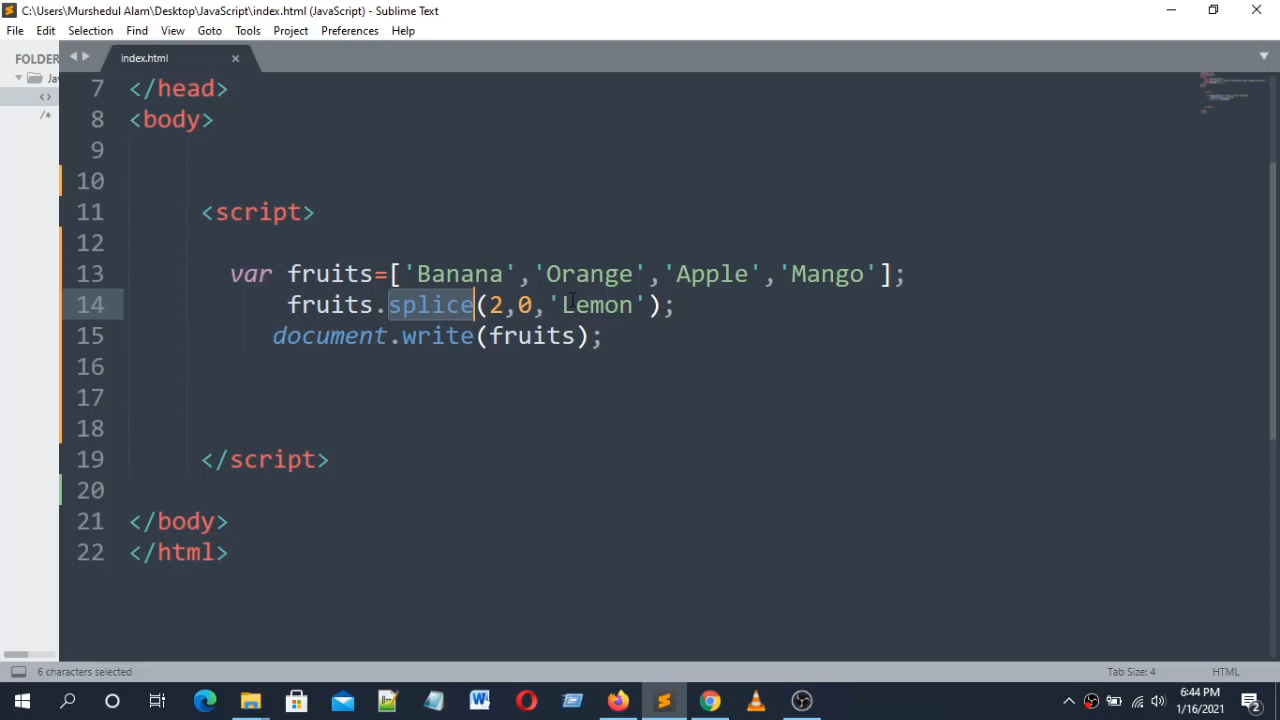 C:\Users\Murshedul Alam\Desktop\JavaScript\index.html (JavaScript) - Sublime Text
File Edit Selection Find View Goto Tools Project Preferences Help
FOLDER
index.html
Ja
<>
/*
7 </head>
8 <body>
9
10
11 <script>
12
13 var fruits=['Banana','Orange','Apple','Mango'];
14 fruits.splice(2,0,'Lemon');
15 document.write(fruits);
16
17
18
19 </script>
20
21 </body>
22 </html>
6 characters selected
Tab Size: 4
HTML
6:44 PM
1/16/2021
2